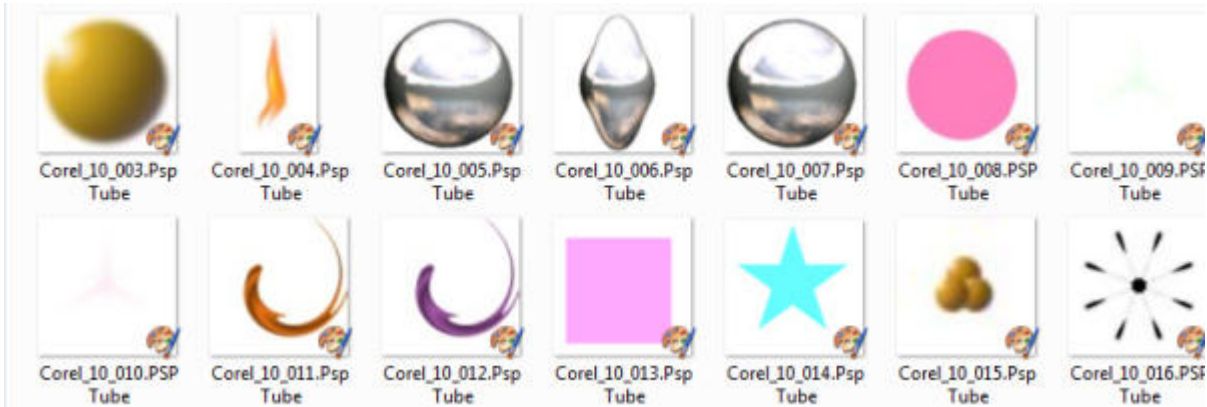 Corel_10_003.Psp Corel_10_004.Psp Corel_10_005.Psp Corel_10_006.Psp Corel_10_007.Psp Corel_10_008.PSP Corel_10_009.PSP
Tube Tube Tube Tube Tube Tube Tube
Corel_10_010.PSP Corel_10_011.Psp Corel_10_012.Psp Corel_10_013.Psp Corel_10_014.Psp Corel_10_015.Psp Corel_10_016.PSP
Tube Tube Tube Tube Tube Tube Tube